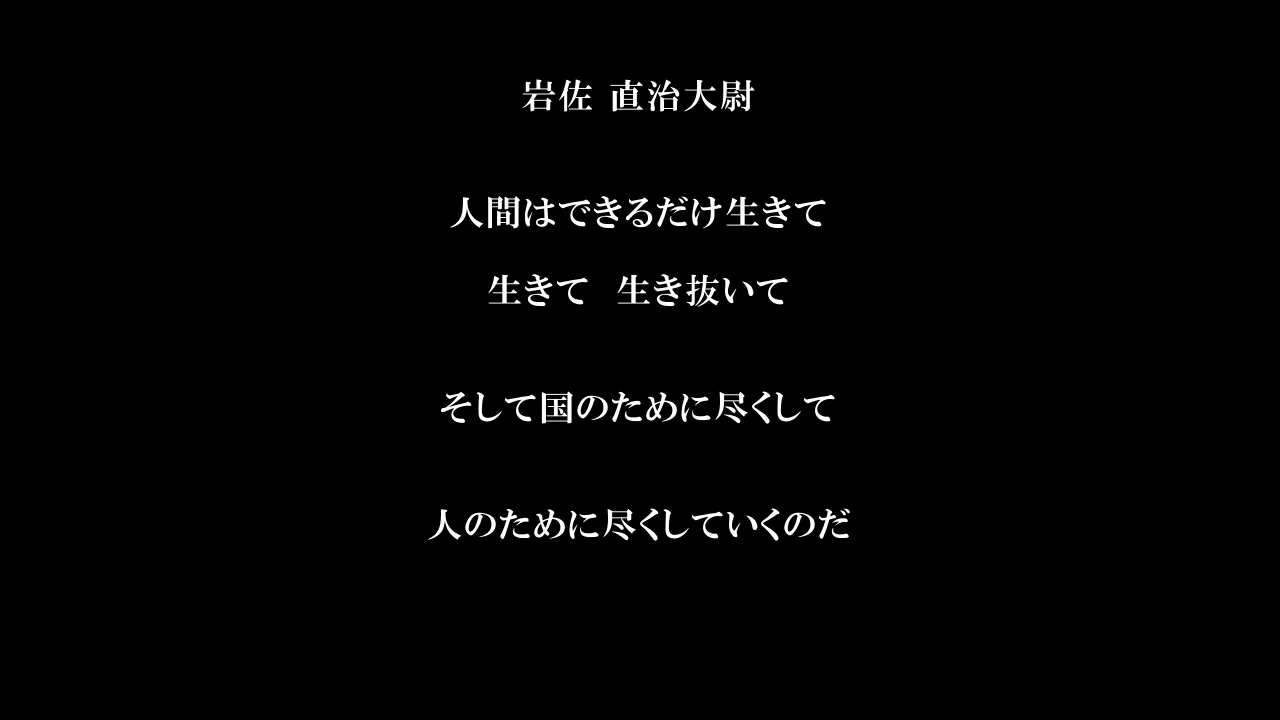 岩佐 直治大尉
人間はできるだけ生きて
生きて 生き抜いて
そして国のために尽くして
人のために尽くしていくのだ